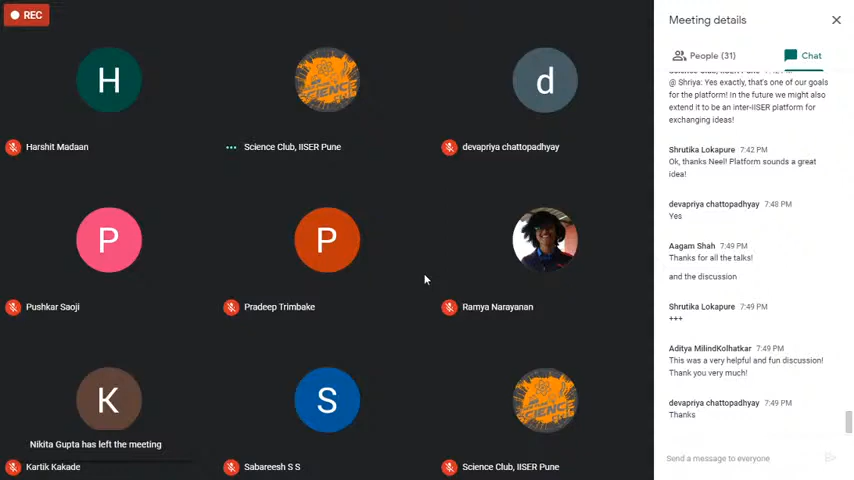 REC
H
Harshit Madaan
SCIENCE
Science Club, IISER Pune
d
devapriya chattopadhyay
P
Pushkar Saoji
P
Pradeep Trimbake
Ramya Narayanan
K
Nikita Gupta has left the meeting
Kartik Kakade
S
Sabareesh S S
SCIENCE
Science Club, IISER Pune
Meeting details
People (31)
Chat
@ Shriya: Yes exactly, that's one of our goals
for the platform! In the future we might also
extend it to be an inter-IISER platform for
exchanging ideas!
Shrutika Lokapure 7:42 PM
Ok, thanks Neel! Platform sounds a great
idea!
devapriya chattopadhyay 7:48 PM
Yes
Aagam Shah 7:49 PM
Thanks for all the talks!
and the discussion
Shrutika Lokapure 7:49 PM
+++
Aditya MilindKolhatkar 7:49 PM
This was a very helpful and fun discussion!
Thank you very much!
devapriya chattopadhyay 7:49 PM
Thanks
Send a message to everyone